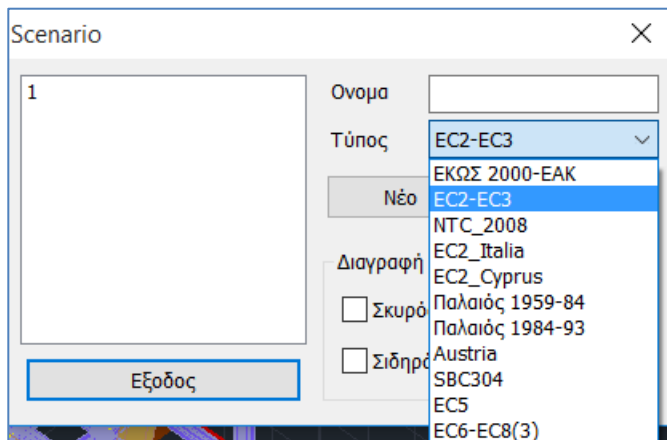 Scenario
1
Ονομα
Τύπος
EC2-EC3
ΕΚΩΣ 2000-ΕΑΚ
EC2-EC3
NTC_2008
EC2_Italia
EC2_Cyprus
Παλαιός 1959-84
Παλαιός 1984-93
Austria
SBC304
EC5
EC6-EC8(3)
Νέο
Διαγραφή
Εξοδος